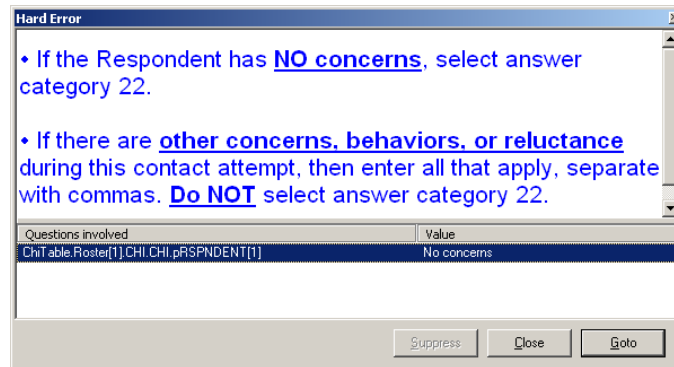 Hard Error
• If the Respondent has NO concerns, select answer
category 22.
• If there are other concerns, behaviors, or reluctance
during this contact attempt, then enter all that apply, separate
with commas. Do NOT select answer category 22.
Questions involved Value
ChiTable.Roster[1].CHI.CHI.pRSPNDENT[1] No concerns
Suppress Close Goto